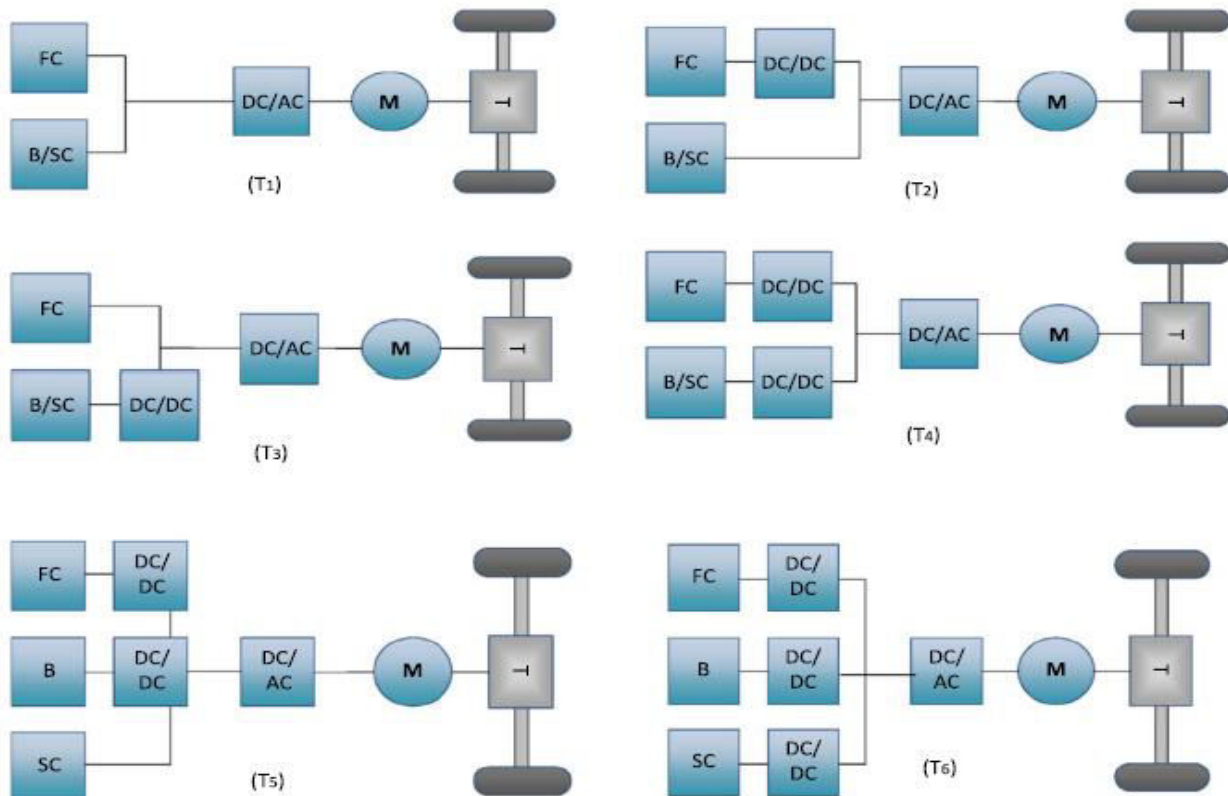 FC
DC/AC
M
T
B/SC
(T1)
FC
DC/DC
DC/AC
M
T
B/SC
(T2)
FC
DC/AC
M
T
B/SC
DC/DC
(T3)
FC
DC/DC
DC/AC
M
T
B/SC
DC/DC
(T4)
FC
DC/
DC
B
DC/
DC
DC/
AC
M
T
SC
(T5)
FC
DC/
DC
B
DC/
DC
DC/
AC
M
T
SC
DC/
DC
(T6)